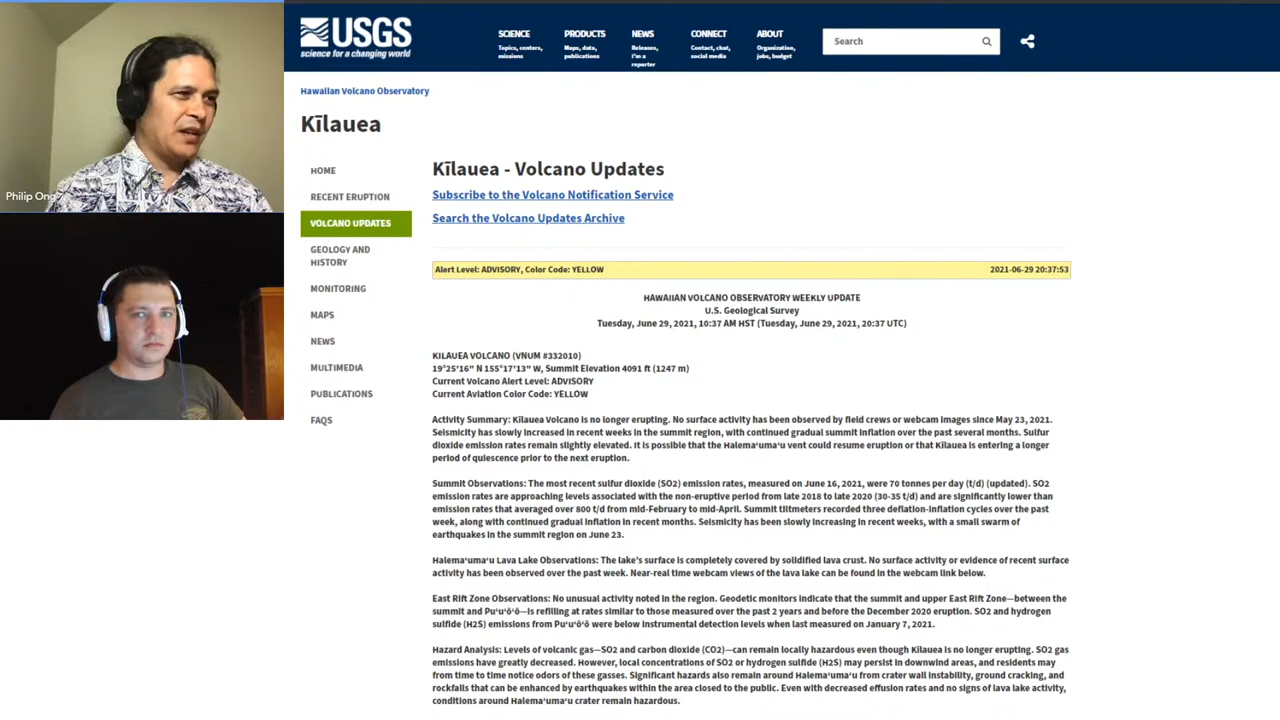 USGS
science for a changing world
SCIENCE
Topics, centers,
missions
PRODUCTS
Maps, data,
publications
NEWS
Releases,
I'm a
reporter
CONNECT
Contact, chat,
social media
ABOUT
Organization,
jobs, budget
Search
Hawaiian Volcano Observatory
Kīlauea
HOME
RECENT ERUPTION
VOLCANO UPDATES
GEOLOGY AND
HISTORY
MONITORING
MAPS
NEWS
MULTIMEDIA
PUBLICATIONS
FAQS
Philip Ong
Kīlauea - Volcano Updates
Subscribe to the Volcano Notification Service
Search the Volcano Updates Archive
Alert Level: ADVISORY, Color Code: YELLOW 2021-06-29 20:37:53
HAWAIIAN VOLCANO OBSERVATORY WEEKLY UPDATE
U.S. Geological Survey
Tuesday, June 29, 2021, 10:37 AM HST (Tuesday, June 29, 2021, 20:37 UTC)
KILAUEA VOLCANO (VNUM #332010)
19°25'16" N 155°17'13" W, Summit Elevation 4091 ft (1247 m)
Current Volcano Alert Level: ADVISORY
Current Aviation Color Code: YELLOW
Activity Summary: Kīlauea Volcano is no longer erupting. No surface activity has been observed by field crews or webcam images since May 23, 2021.
Seismicity has slowly increased in recent weeks in the summit region, with continued gradual summit inflation over the past several months. Sulfur
dioxide emission rates remain slightly elevated. It is possible that the Halemaʻumaʻu vent could resume eruption or that Kīlauea is entering a longer
period of quiescence prior to the next eruption.
Summit Observations: The most recent sulfur dioxide (SO2) emission rates, measured on June 16, 2021, were 70 tonnes per day (t/d) (updated). SO2
emission rates are approaching levels associated with the non-eruptive period from late 2018 to late 2020 (30-35 t/d) and are significantly lower than
emission rates that averaged over 800 t/d from mid-February to mid-April. Summit tiltmeters recorded three deflation-inflation cycles over the past
week, along with continued gradual inflation in recent months. Seismicity has been slowly increasing in recent weeks, with a small swarm of
earthquakes in the summit region on June 23.
Halemaʻumaʻu Lava Lake Observations: The lake's surface is completely covered by solidified lava crust. No surface activity or evidence of recent surface
activity has been observed over the past week. Near-real time webcam views of the lava lake can be found in the webcam link below.
East Rift Zone Observations: No unusual activity noted in the region. Geodetic monitors indicate that the summit and upper East Rift Zone—between the
summit and Puʻuʻōʻō—is refilling at rates similar to those measured over the past 2 years and before the December 2020 eruption. SO2 and hydrogen
sulfide (H2S) emissions from Puʻuʻōʻō were below instrumental detection levels when last measured on January 7, 2021.
Hazard Analysis: Levels of volcanic gas—SO2 and carbon dioxide (CO2)—can remain locally hazardous even though Kīlauea is no longer erupting. SO2 gas
emissions have greatly decreased. However, local concentrations of SO2 or hydrogen sulfide (H2S) may persist in downwind areas, and residents may
from time to time notice odors of these gasses. Significant hazards also remain around Halemaʻumaʻu from crater wall instability, ground cracking, and
rockfalls that can be enhanced by earthquakes within the area closed to the public. Even with decreased effusion rates and no signs of lava lake activity,
conditions around Halemaʻumaʻu crater remain hazardous.